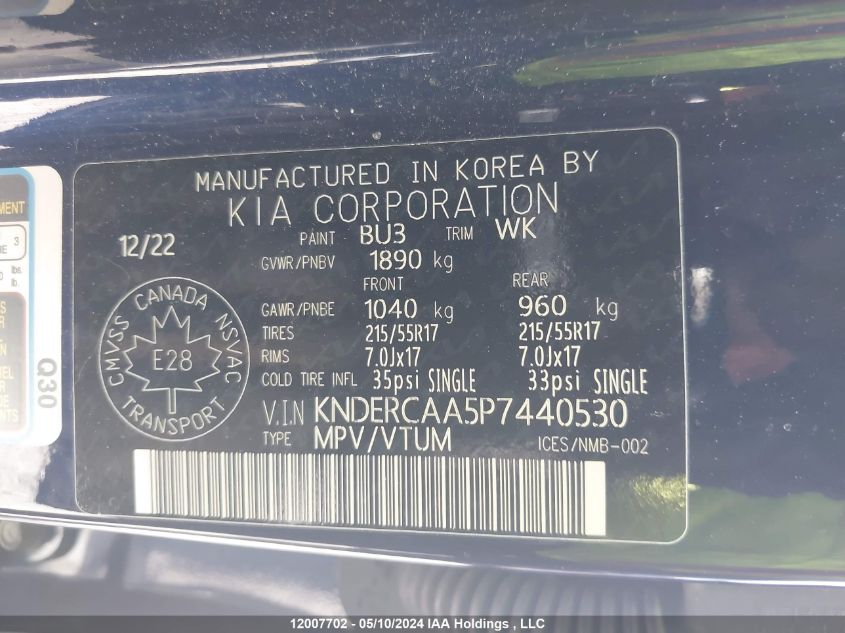 MANUFACTURED IN KOREA BY
KIA CORPORATION
12/22 PAINT BU3 TRIM WK
GVWR/PNBV 1890 kg
FRONT REAR
GAWR/PNBE 1040 kg 960 kg
TIRES 215/55R17 215/55R17
RIMS 7.0Jx17 7.0Jx17
COLD TIRE INFL 35psi SINGLE 33psi SINGLE
V.I.N KNDERCAA5P7440530
TYPE MPV/VTUM ICES/NMB-002
CANADA
CMVSS NSVAC
E28
TRANSPORT
3
lbs.
lb.
Q30
12007702 - 05/10/2024 IAA Holdings , LLC